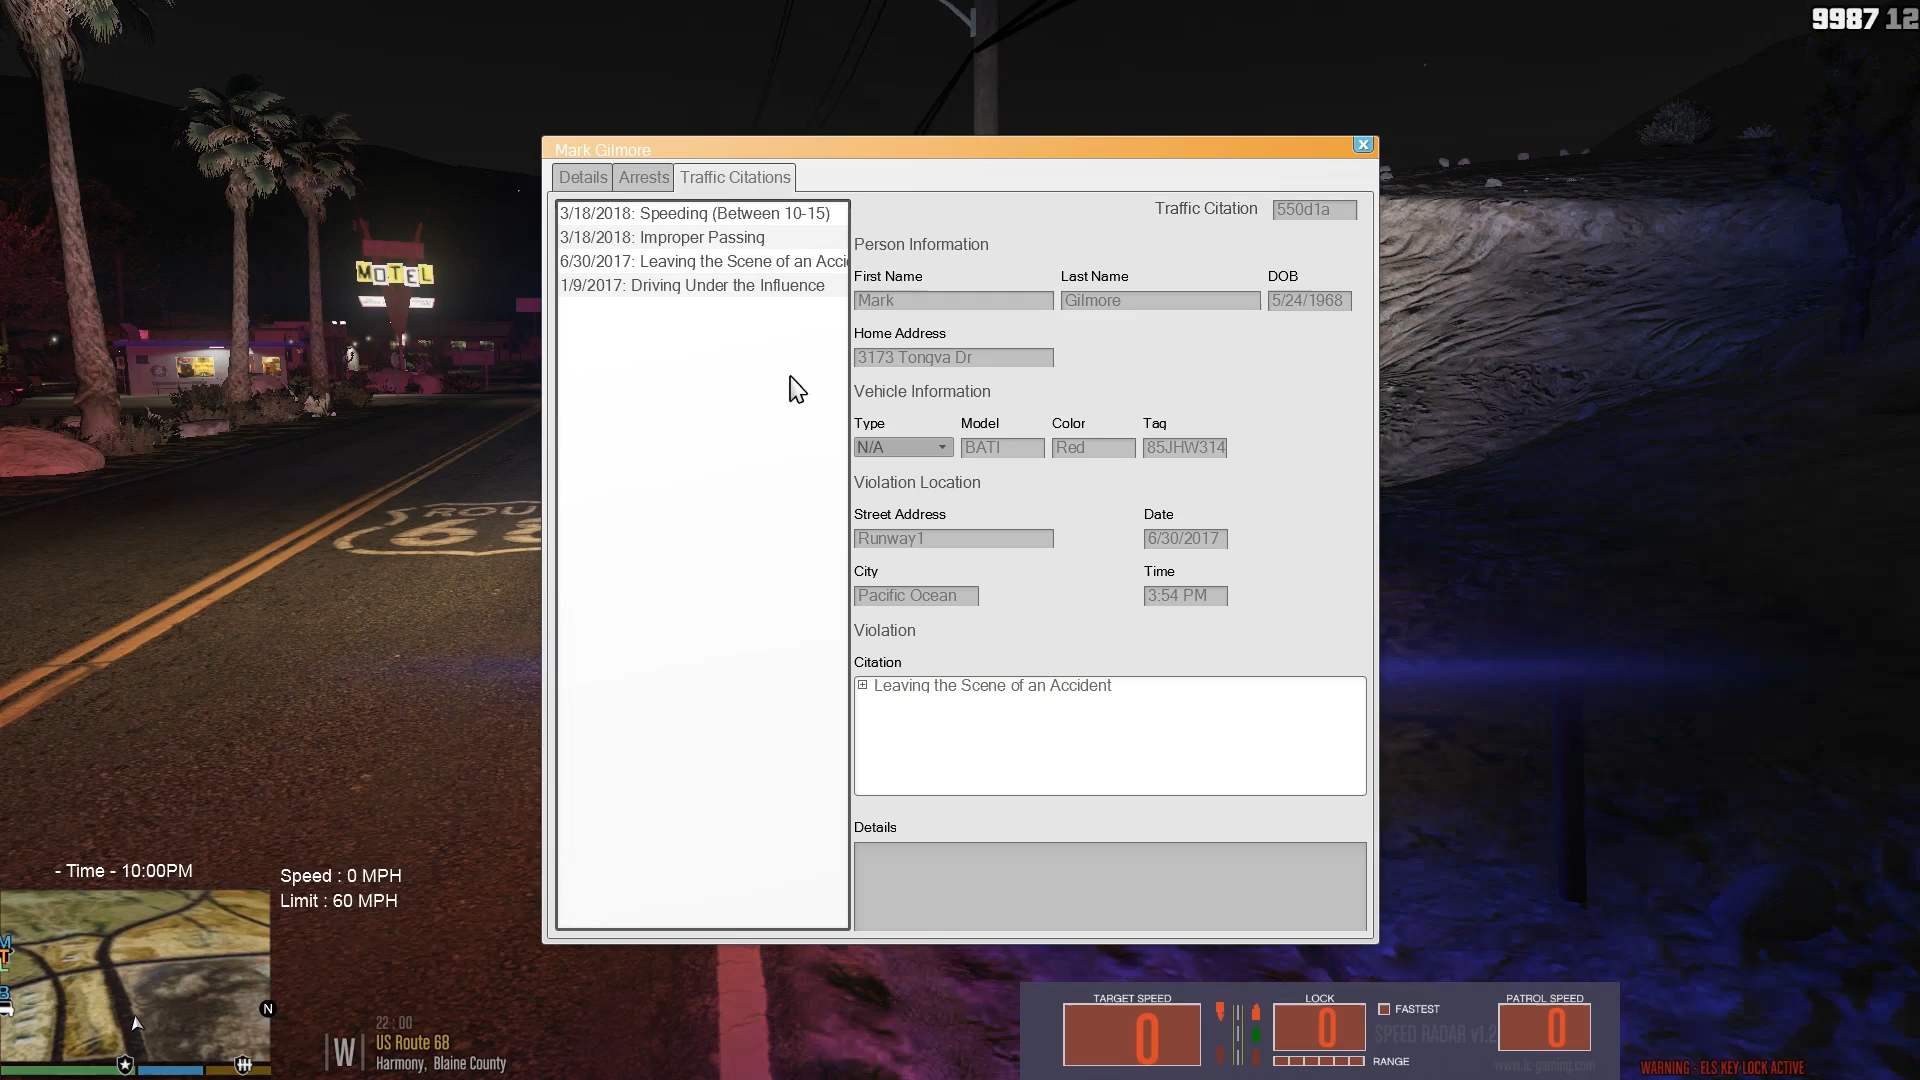 9987 12
MOTEL
Mark Gilmore
Details Arrests Traffic Citations
3/18/2018: Speeding (Between 10-15)
3/18/2018: Improper Passing
6/30/2017: Leaving the Scene of an Acci
1/9/2017: Driving Under the Influence
Traffic Citation 550d1a
Person Information
First Name Last Name DOB
Mark Gilmore 5/24/1968
Home Address
3173 Tongva Dr
Vehicle Information
Type Model Color Tag
N/A BATI Red 85JHW314
Violation Location
Street Address Date
Runway1 6/30/2017
City Time
Pacific Ocean 3:54 PM
Violation
Citation
Leaving the Scene of an Accident
Details
ROU
66
- Time - 10:00PM
Speed : 0 MPH
Limit : 60 MPH
N
22 : 00
W US Route 68
Harmony, Blaine County
TARGET SPEED LOCK FASTEST PATROL SPEED
0 0 0
SPEED RADAR v1.2
RANGE
www.lc-gaming.com
WARNING - ELS KEY LOCK ACTIVE